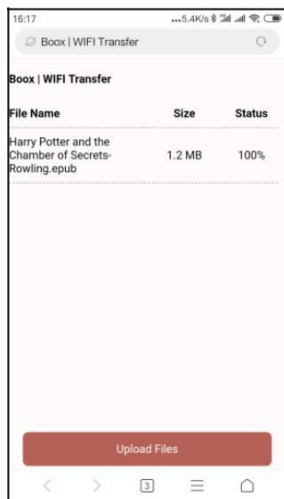 16:17
...5.4K/s
Boox | WIFI Transfer
Boox | WIFI Transfer
File Name Size Status
Harry Potter and the
Chamber of Secrets- 1.2 MB 100%
Rowling.epub
Upload Files
3